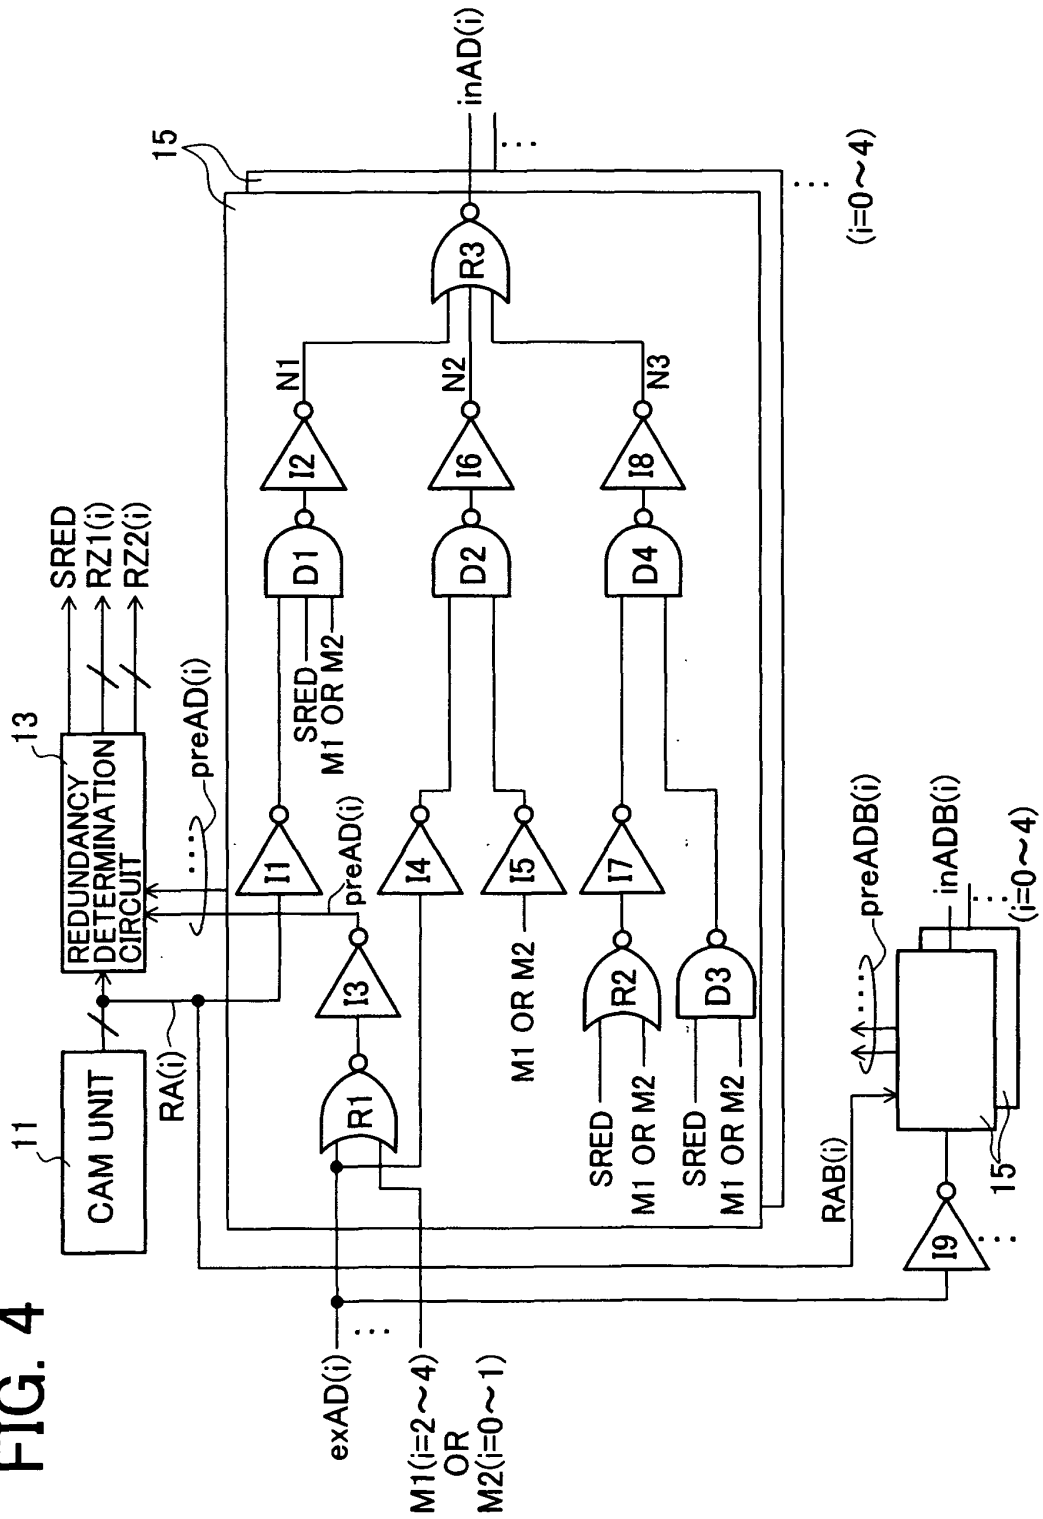 FIG. 4
11
CAM UNIT
RA(i)
13
REDUNDANCY
DETERMINATION
CIRCUIT
SRED
RZ1(i)
RZ2(i)
preAD(i)
15
exAD(i)
M1(i=2~4)
OR
M2(i=0~1)
R1
I3
preAD(i)
I1
SRED
M1 OR M2
D1
I2
N1
I4
M1 OR M2
I5
D2
I6
N2
R3
inAD(i)
SRED
M1 OR M2
R2
I7
SRED
M1 OR M2
D3
D4
I8
N3
(i=0~4)
RAB(i)
I9
15
preADB(i)
inADB(i)
(i=0~4)